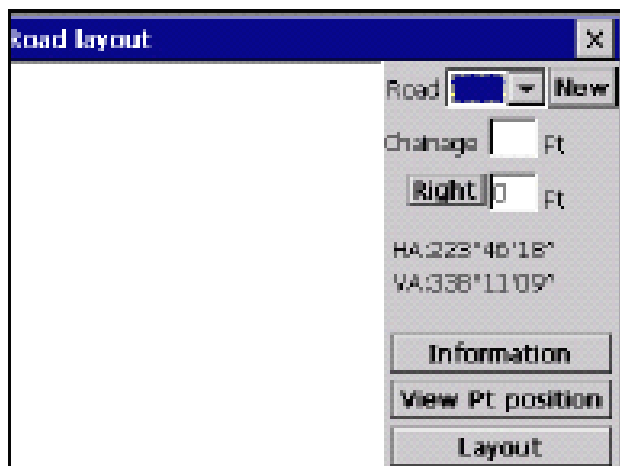 Road layout
Road New
Chainage Ft
Right 0 Ft
HA:223°46'18"
VA:338°11'09"
Information
View Pt position
Layout